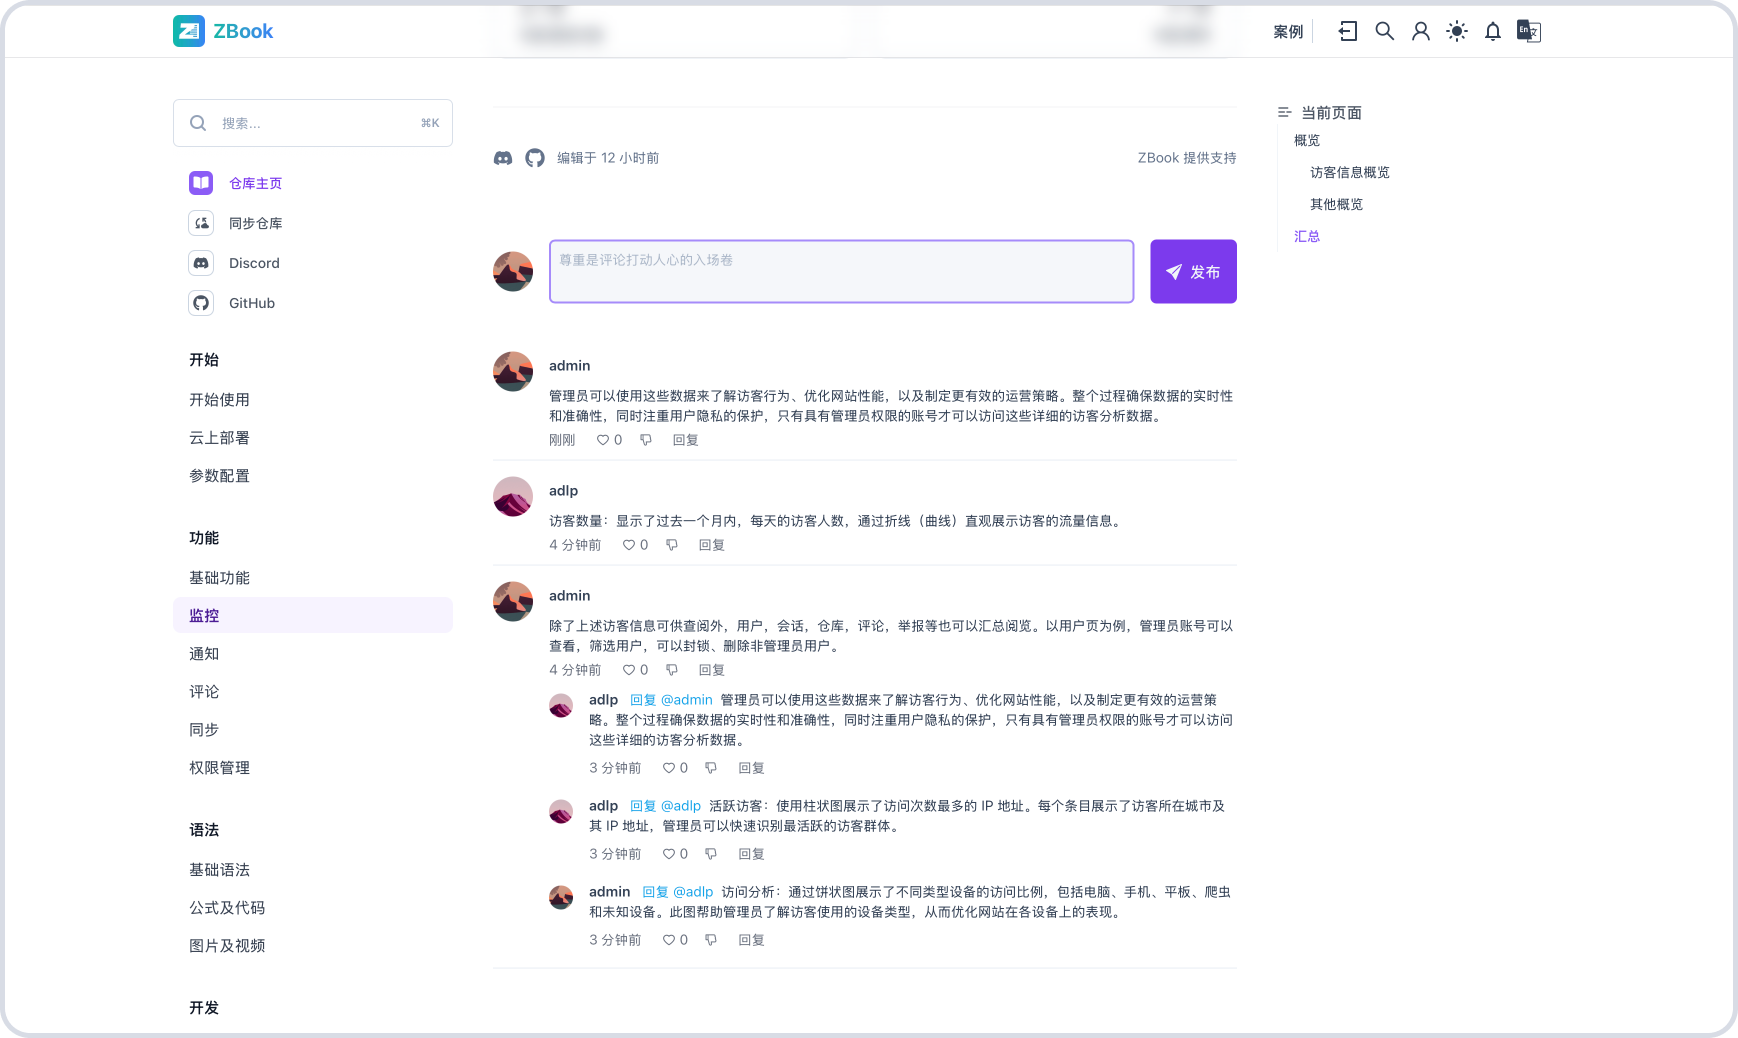 ZBook
案例
En
文
搜索...
⌘K
仓库主页
同步仓库
Discord
GitHub
开始
开始使用
云上部署
参数配置
功能
基础功能
监控
通知
评论
同步
权限管理
语法
基础语法
公式及代码
图片及视频
开发
编辑于 12 小时前
ZBook 提供支持
尊重是评论打动人心的入场卷
发布
admin
管理员可以使用这些数据来了解访客行为、优化网站性能，以及制定更有效的运营策略。整个过程确保数据的实时性
和准确性，同时注重用户隐私的保护，只有具有管理员权限的账号才可以访问这些详细的访客分析数据。
刚刚 0 回复
adlp
访客数量：显示了过去一个月内，每天的访客人数，通过折线（曲线）直观展示访客的流量信息。
4 分钟前 0 回复
admin
除了上述访客信息可供查阅外，用户，会话，仓库，评论，举报等也可以汇总阅览。以用户页为例，管理员账号可以
查看，筛选用户，可以封锁、删除非管理员用户。
4 分钟前 0 回复
adlp 回复 @admin 管理员可以使用这些数据来了解访客行为、优化网站性能，以及制定更有效的运营策
略。整个过程确保数据的实时性和准确性，同时注重用户隐私的保护，只有具有管理员权限的账号才可以访问
这些详细的访客分析数据。
3 分钟前 0 回复
adlp 回复 @adlp 活跃访客：使用柱状图展示了访问次数最多的 IP 地址。每个条目展示了访客所在城市及
其 IP 地址，管理员可以快速识别最活跃的访客群体。
3 分钟前 0 回复
admin 回复 @adlp 访问分析：通过饼状图展示了不同类型设备的访问比例，包括电脑、手机、平板、爬虫
和未知设备。此图帮助管理员了解访客使用的设备类型，从而优化网站在各设备上的表现。
3 分钟前 0 回复
当前页面
概览
访客信息概览
其他概览
汇总